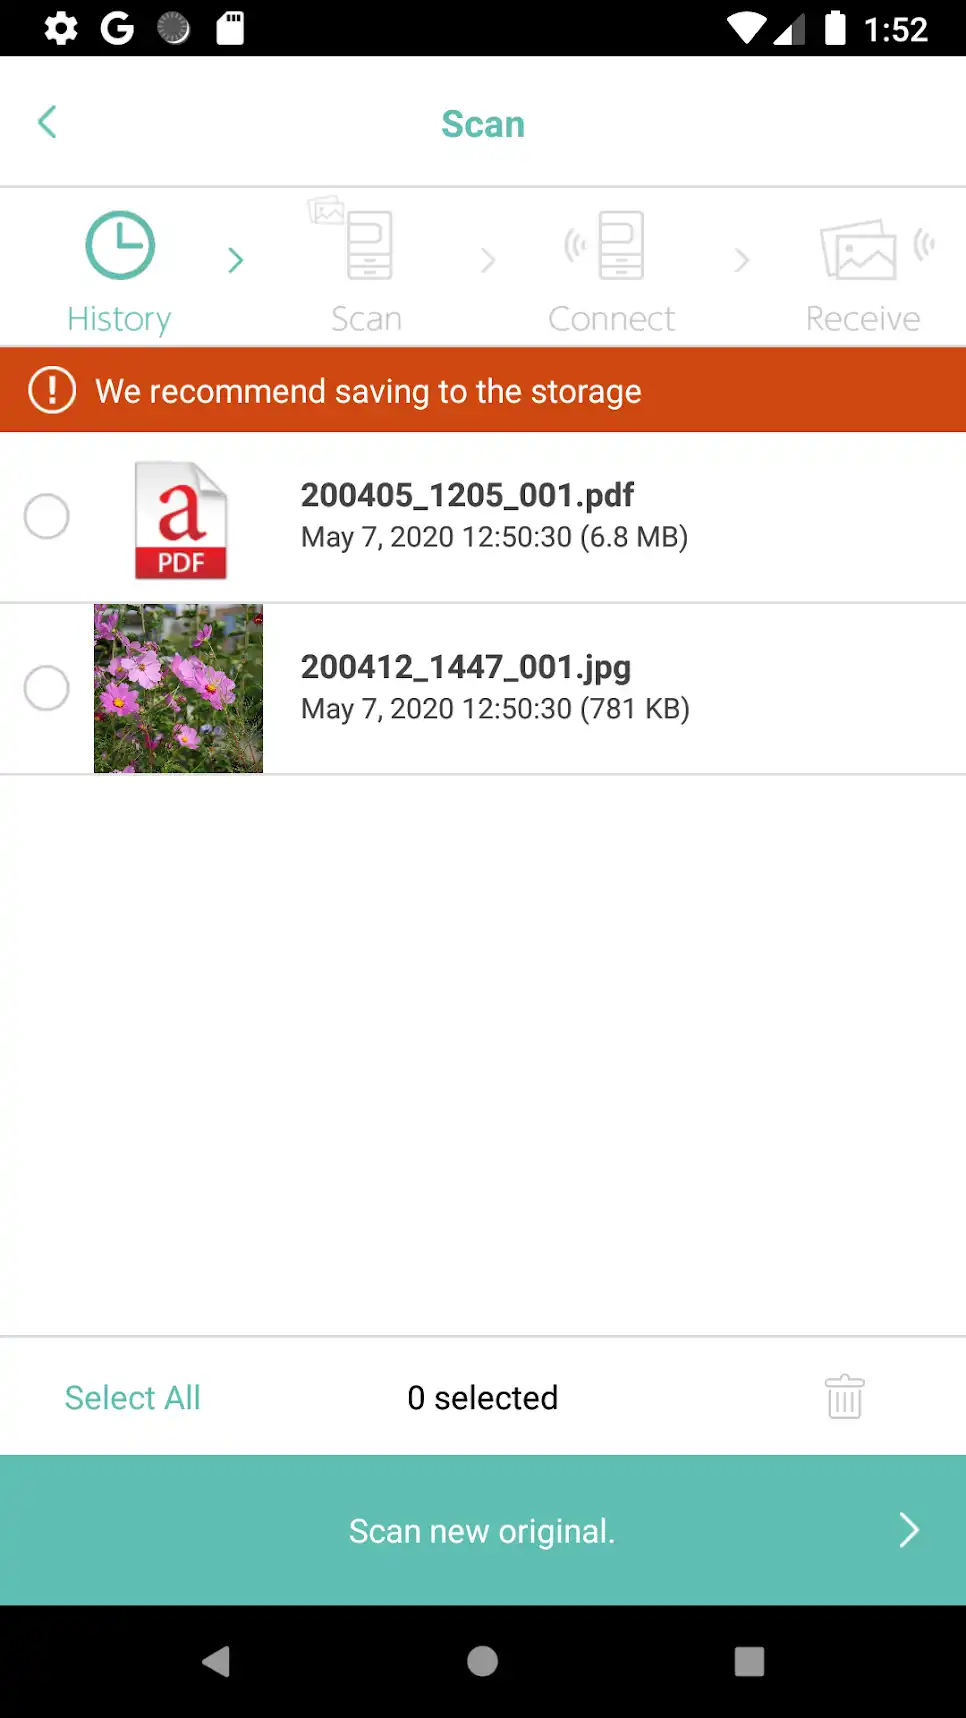 1:52
Scan
History
Scan
Connect
Receive
We recommend saving to the storage
200405_1205_001.pdf
May 7, 2020 12:50:30 (6.8 MB)
a
PDF
200412_1447_001.jpg
May 7, 2020 12:50:30 (781 KB)
Select All
0 selected
Scan new original.